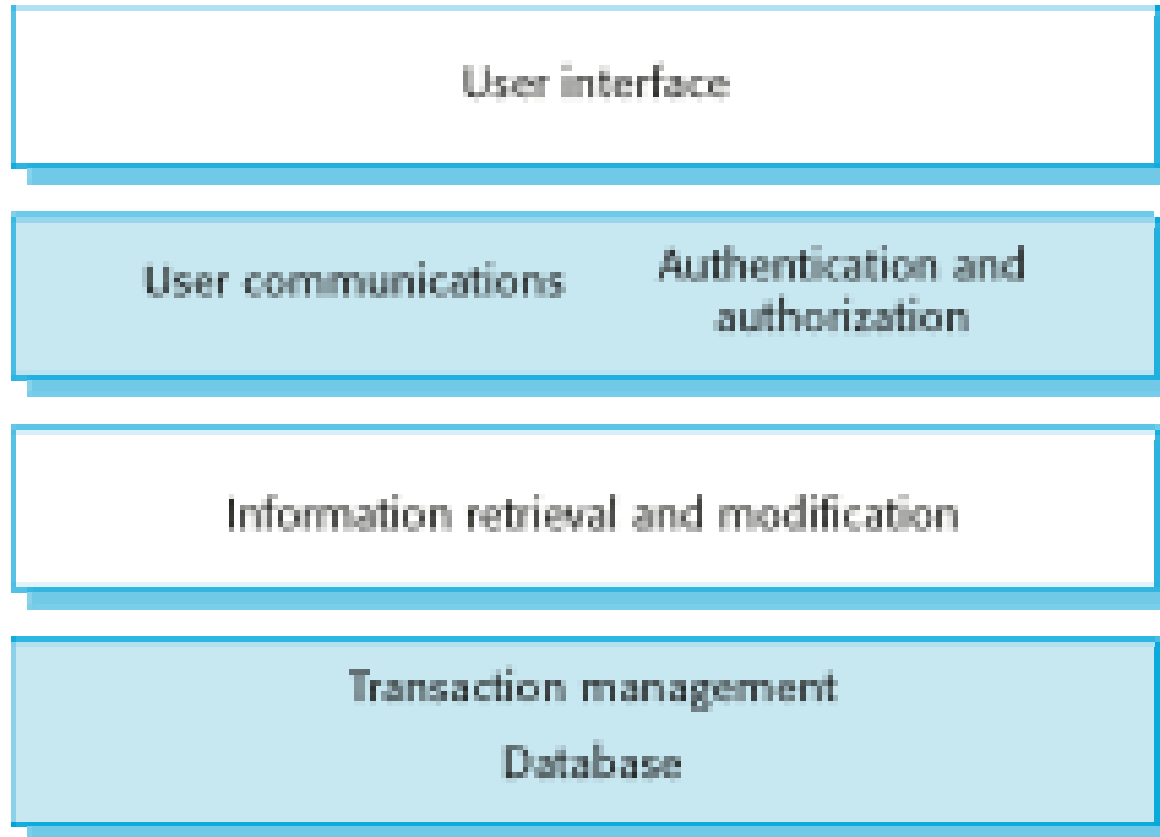 User interface
User communications
Authentication and
authorization
Information retrieval and modification
Transaction management
Database